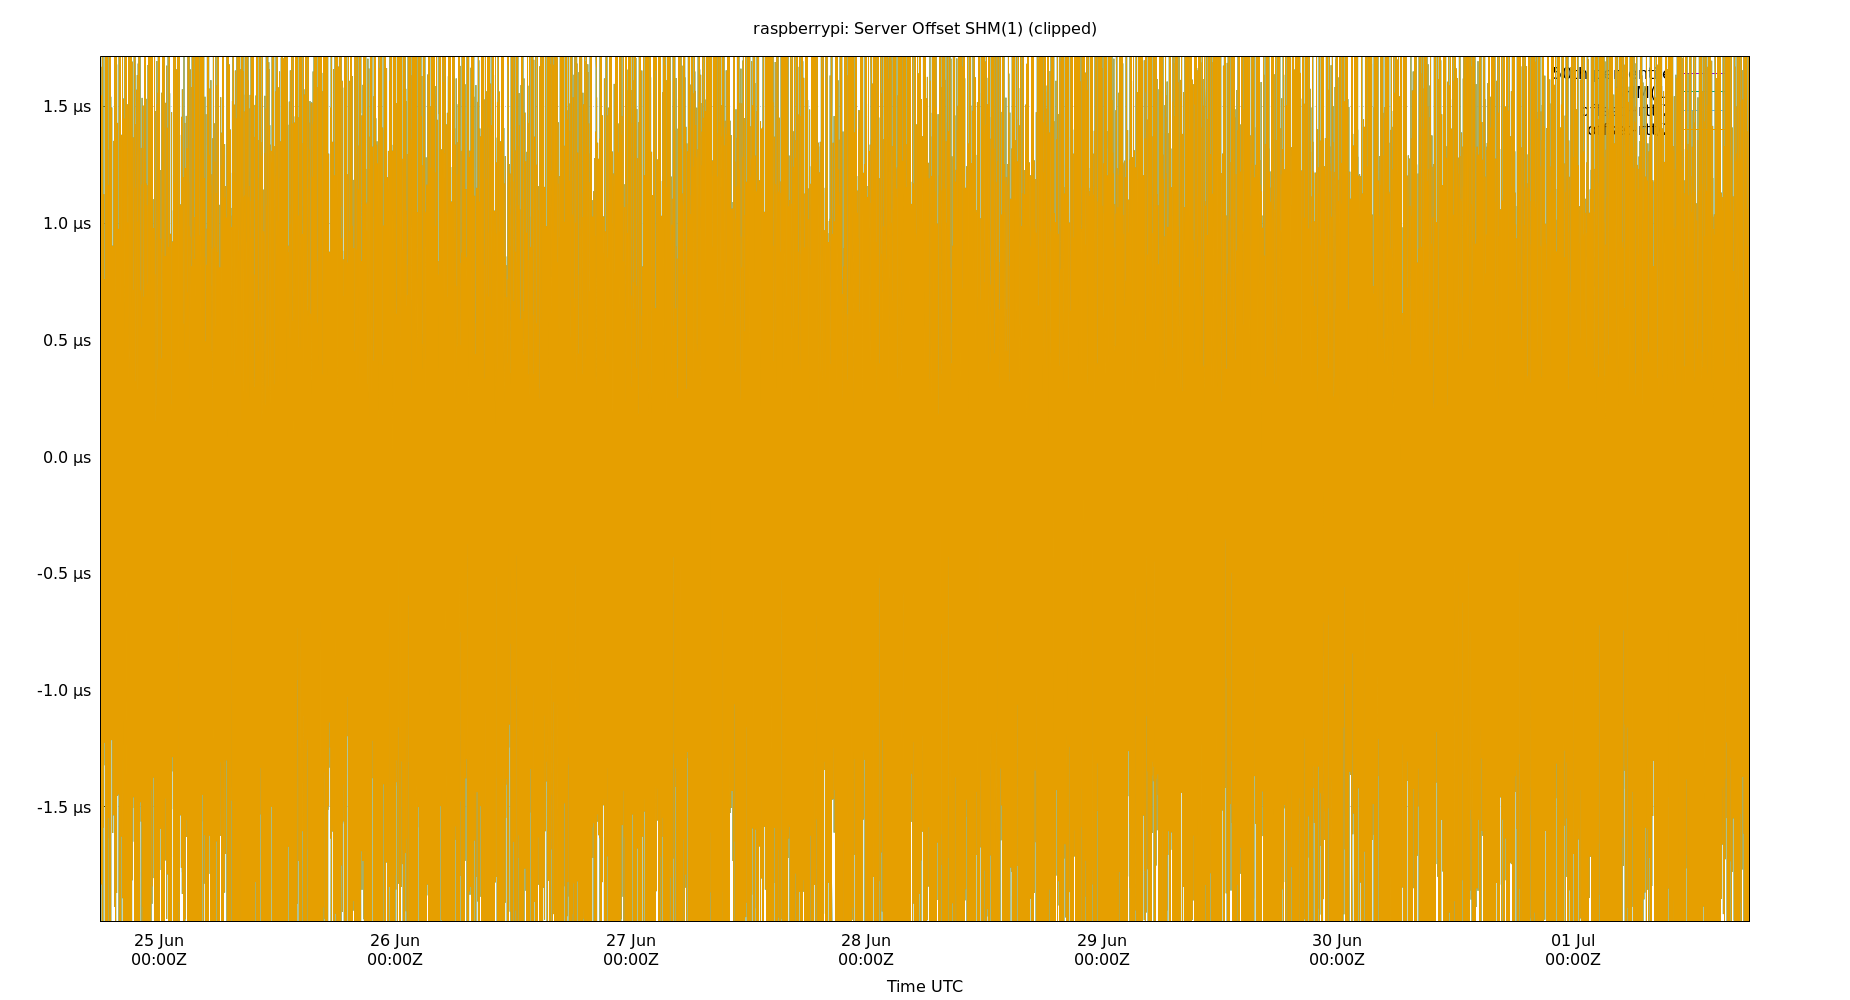 raspberrypi: Server Offset SHM(1) (clipped)
1.5 µs
1.0 µs
0.5 µs
0.0 µs
-0.5 µs
-1.0 µs
-1.5 µs
25 Jun 26 Jun 27 Jun 28 Jun 29 Jun 30 Jun 01 Jul
00:00Z 00:00Z 00:00Z 00:00Z 00:00Z 00:00Z 00:00Z
Time UTC